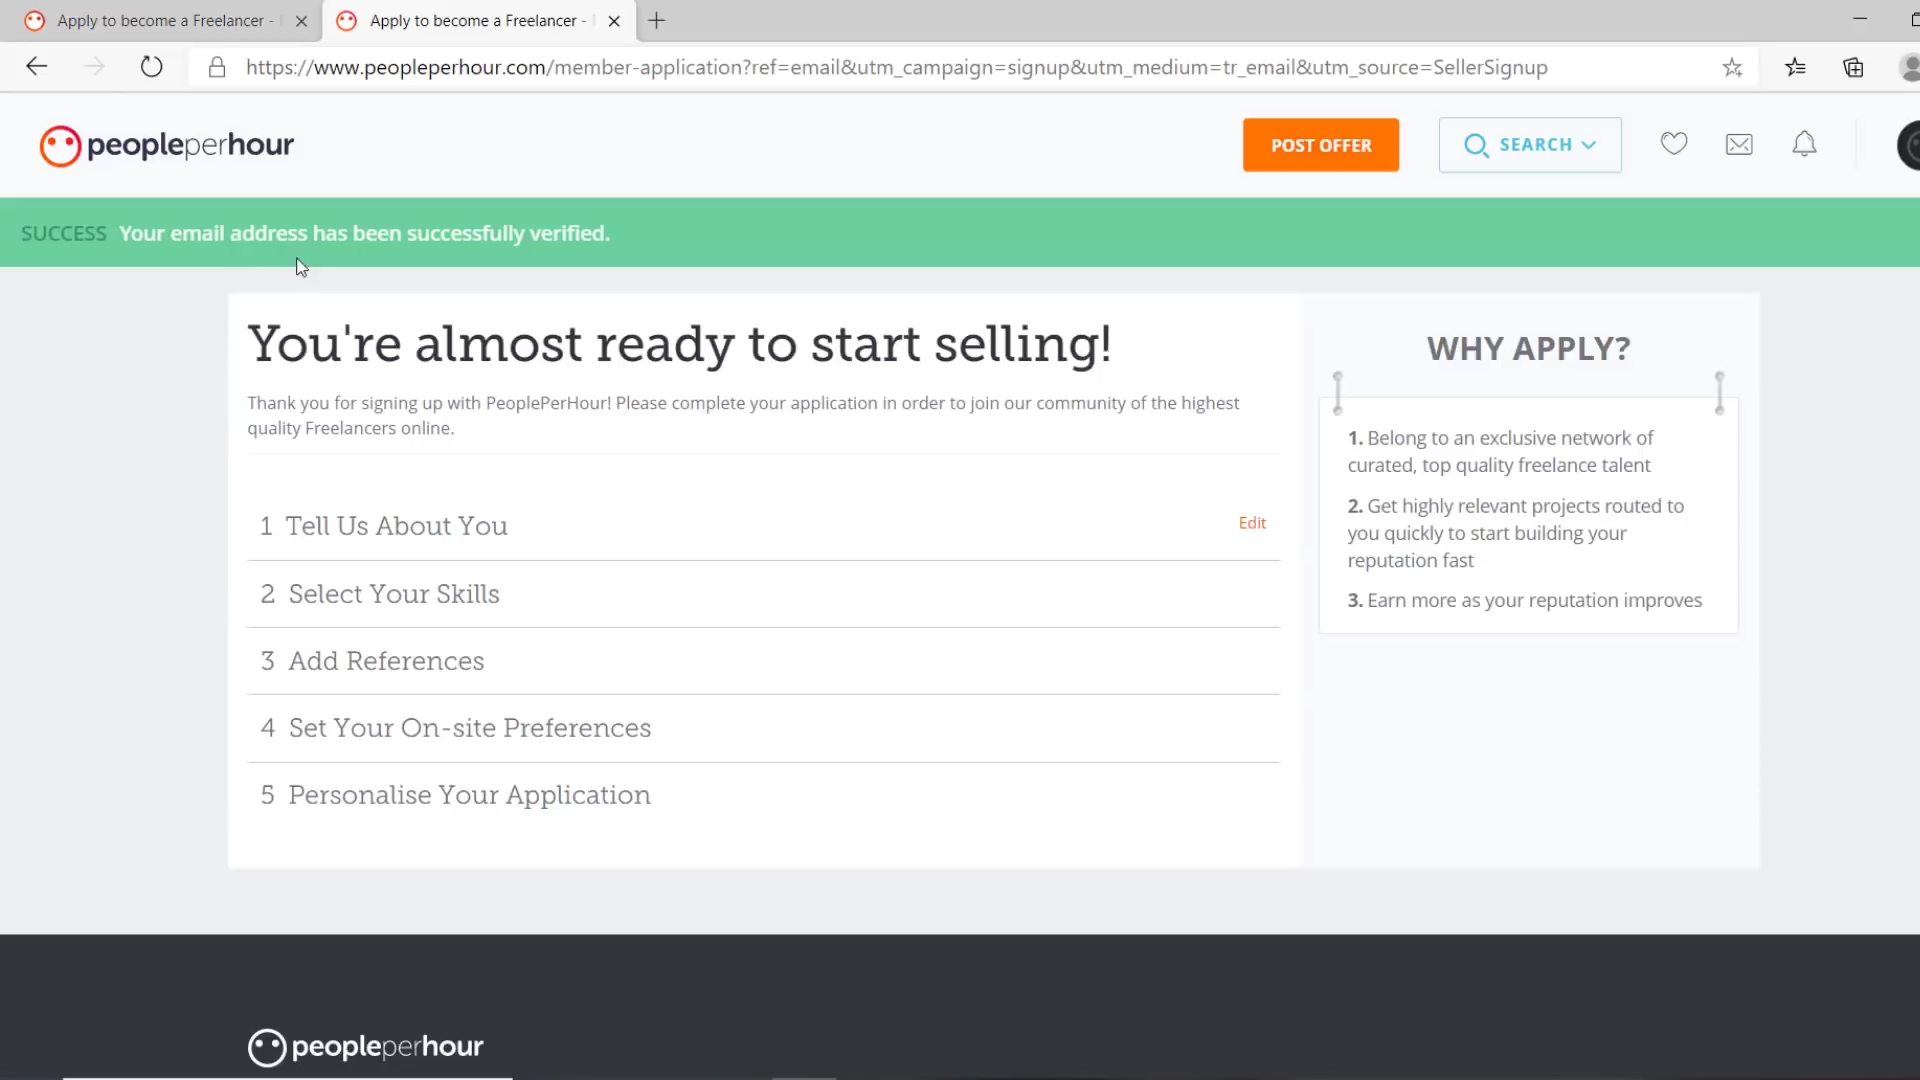 Apply to become a Freelancer -
Apply to become a Freelancer -
https://www.peopleperhour.com/member-application?ref=email&utm_campaign=signup&utm_medium=tr_email&utm_source=SellerSignup
peopleperhour
POST OFFER
SEARCH
SUCCESS Your email address has been successfully verified.
You're almost ready to start selling!
Thank you for signing up with PeoplePerHour! Please complete your application in order to join our community of the highest
quality Freelancers online.
1 Tell Us About You
Edit
2 Select Your Skills
3 Add References
4 Set Your On-site Preferences
5 Personalise Your Application
WHY APPLY?
1. Belong to an exclusive network of
curated, top quality freelance talent
2. Get highly relevant projects routed to
you quickly to start building your
reputation fast
3. Earn more as your reputation improves
peopleperhour